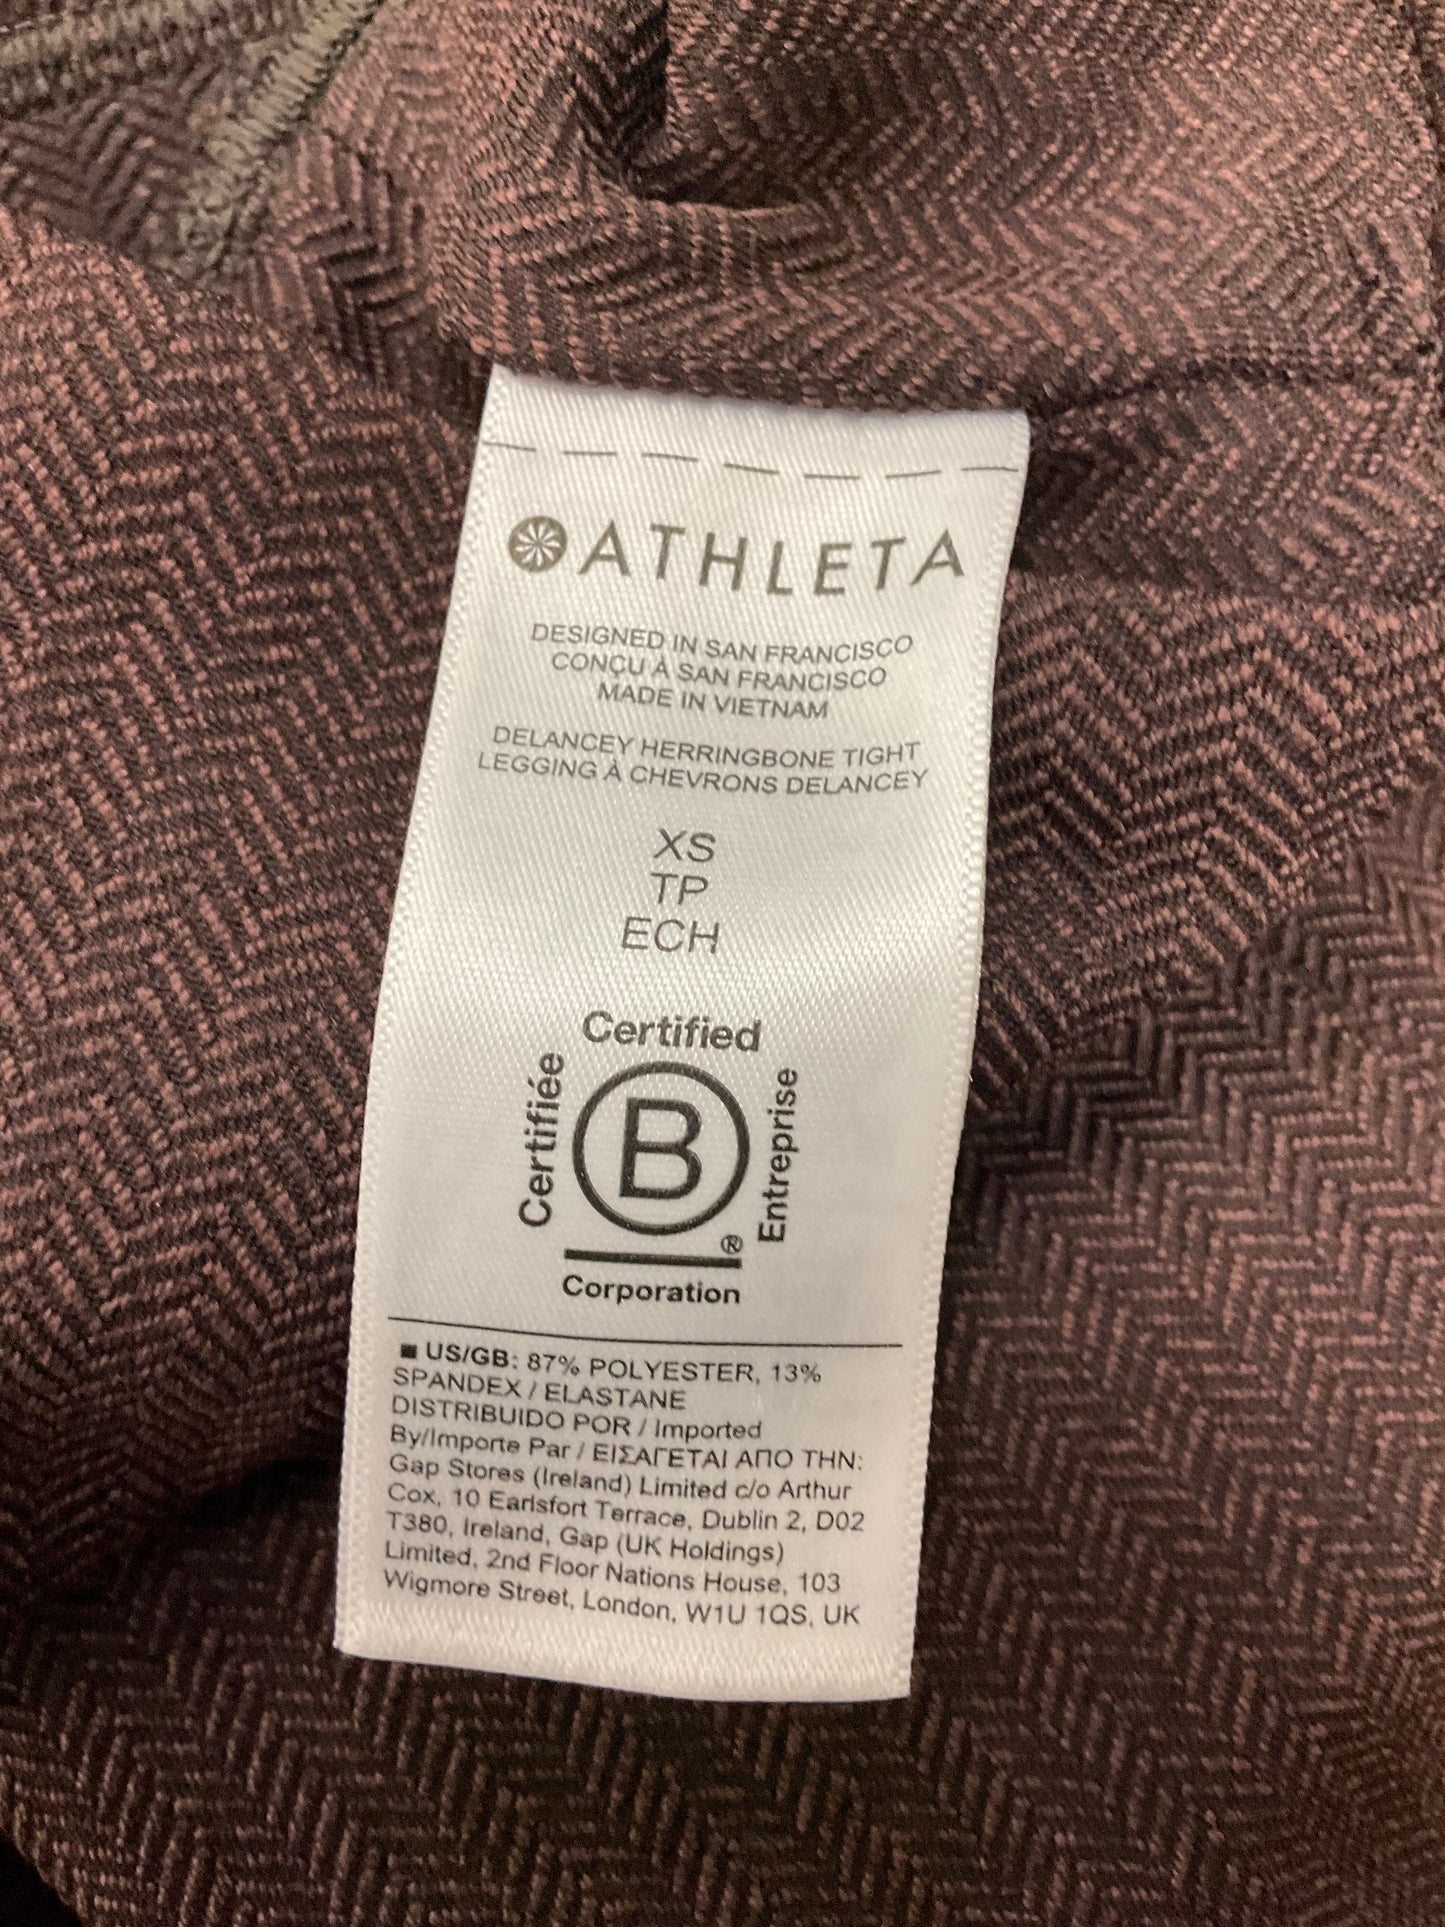 ATHLETA
DESIGNED IN SAN FRANCISCO
CONÇU À SAN FRANCISCO
MADE IN VIETNAM
DELANCEY HERRINGBONE TIGHT
LEGGING À CHEVRONS DELANCEY
XS
TP
ECH
Certified
Certifiée
B
Entreprise
®
Corporation
■ US/GB: 87% POLYESTER, 13%
SPANDEX / ELASTANE
DISTRIBUIDO POR / Imported
By/Importe Par / ΕΙΣΑΓΕΤΑΙ ΑΠΟ ΤΗΝ:
Gap Stores (Ireland) Limited c/o Arthur
Cox, 10 Earlsfort Terrace, Dublin 2, D02
T380, Ireland, Gap (UK Holdings)
Limited, 2nd Floor Nations House, 103
Wigmore Street, London, W1U 1QS, UK